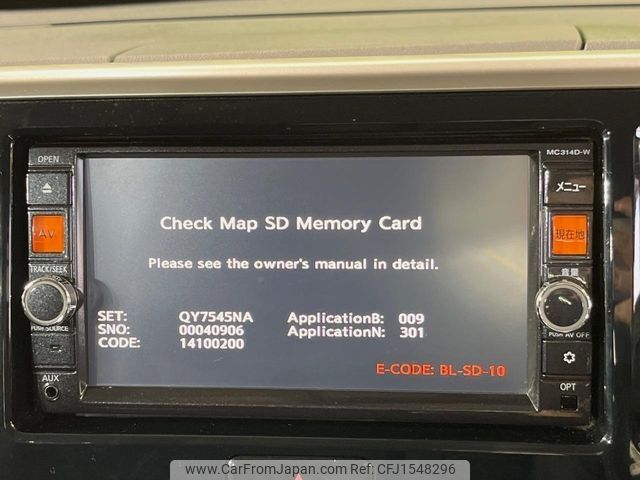 OPEN
MC314D-W
メニュー
AV
現在地
TRACK/SEEK
音量
PUSH SOURCE
PUSH AV OFF
AUX
OPT
Check Map SD Memory Card
Please see the owner's manual in detail.
SET: QY7545NA ApplicationB: 009
SNO: 00040906 ApplicationN: 301
CODE: 14100200
E-CODE: BL-SD-10
www.CarFromJapan.com ID: CFJ1548296